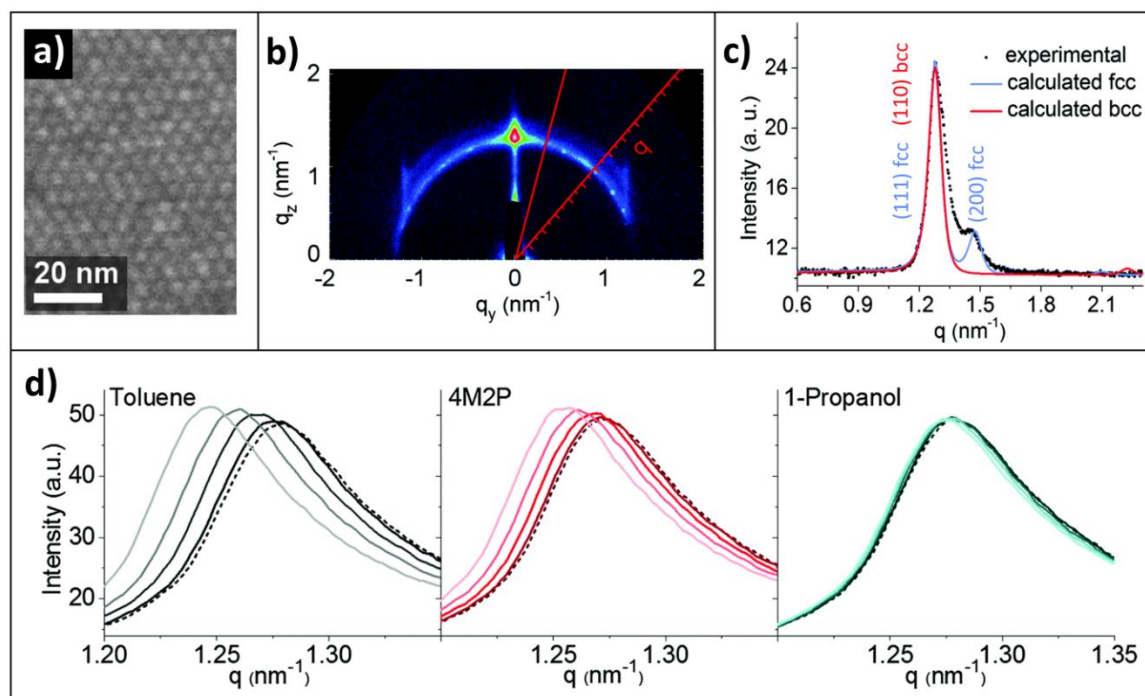 a)
20 nm
b)
2
q_z (nm⁻¹)
1
0
-2
-1
0
1
2
q_y (nm⁻¹)
q
c)
24
20
16
12
Intensity (a. u.)
(111) fcc
(110) bcc
(200) fcc
experimental
calculated fcc
calculated bcc
0.6
0.9
1.2
1.5
1.8
2.1
q (nm⁻¹)
d)
Toluene
4M2P
1-Propanol
50
40
30
20
Intensity (a.u.)
1.20
1.25
1.30
1.25
1.30
1.25
1.30
1.35
q (nm⁻¹)
q (nm⁻¹)
q (nm⁻¹)